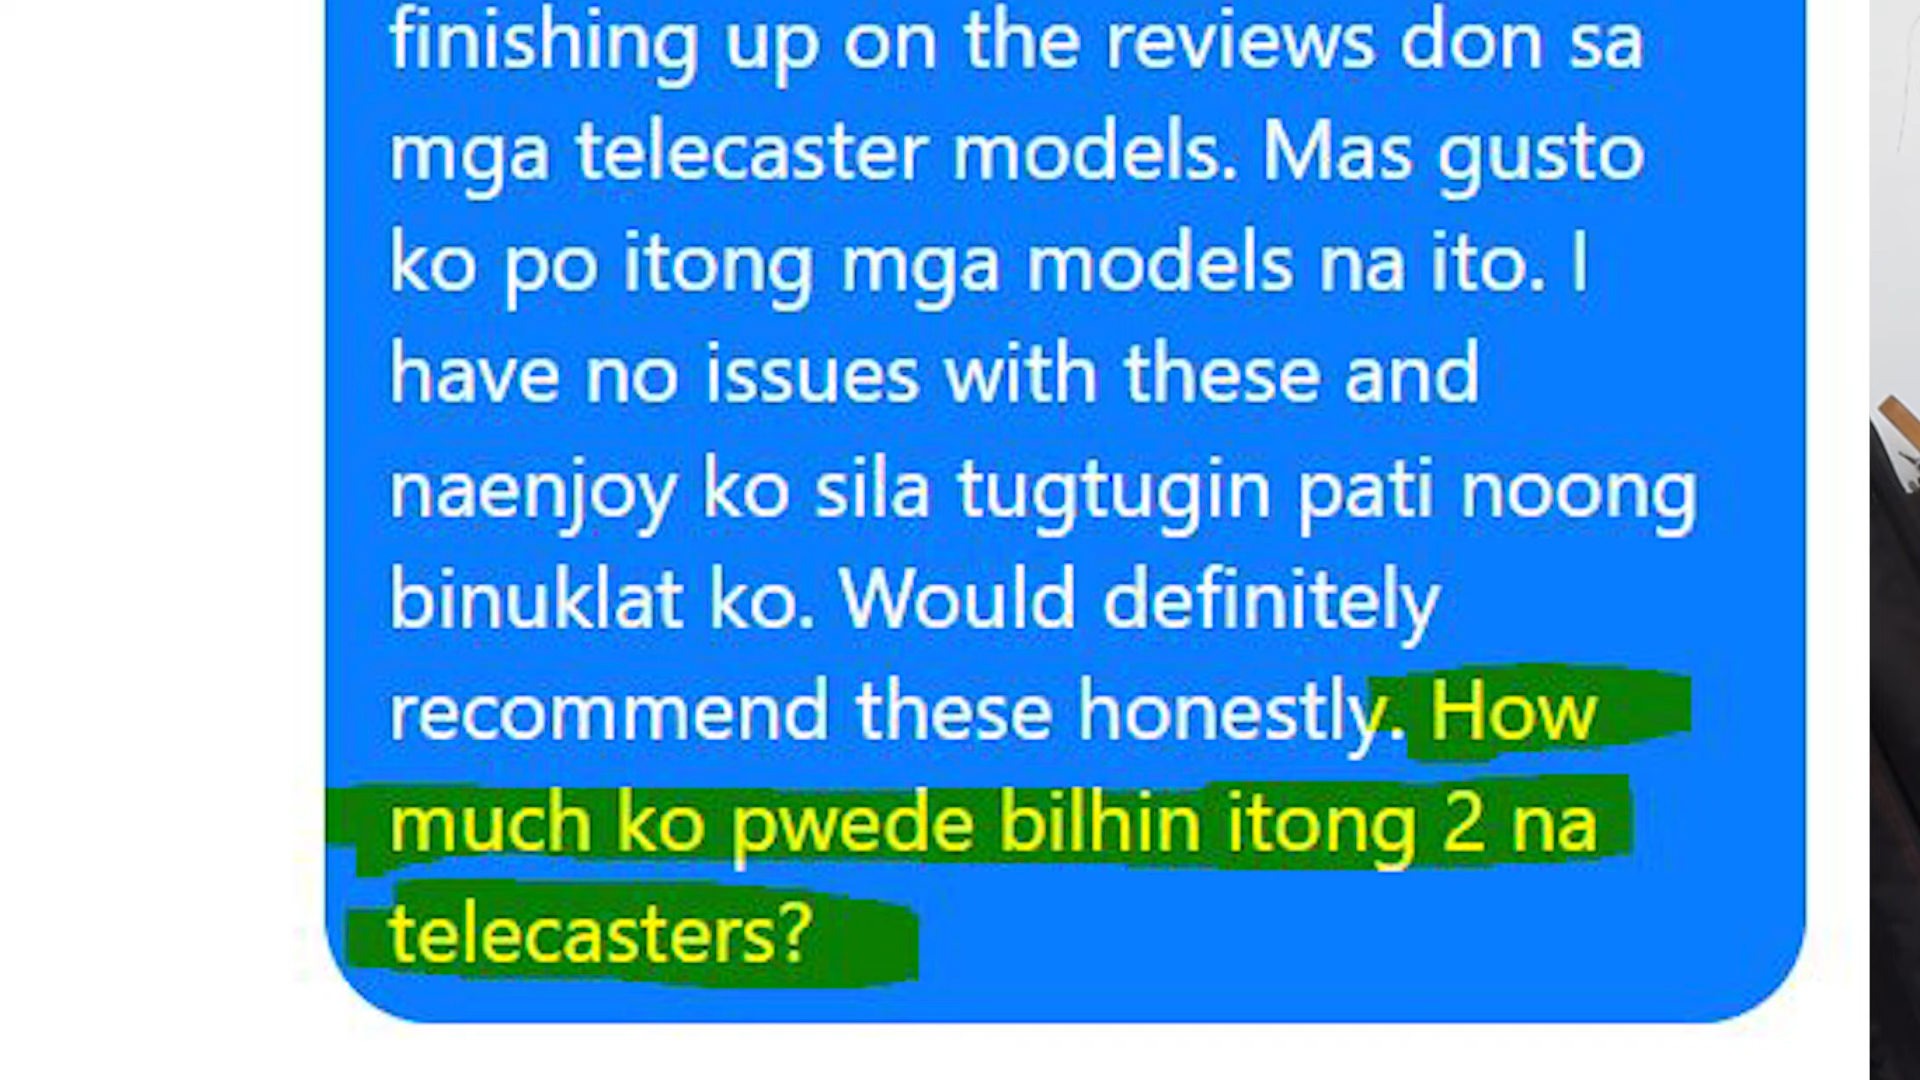 finishing up on the reviews don sa
mga telecaster models. Mas gusto
ko po itong mga models na ito. I
have no issues with these and
naenjoy ko sila tugtugin pati noong
binuklat ko. Would definitely
recommend these honestly. How
much ko pwede bilhin itong 2 na
telecasters?